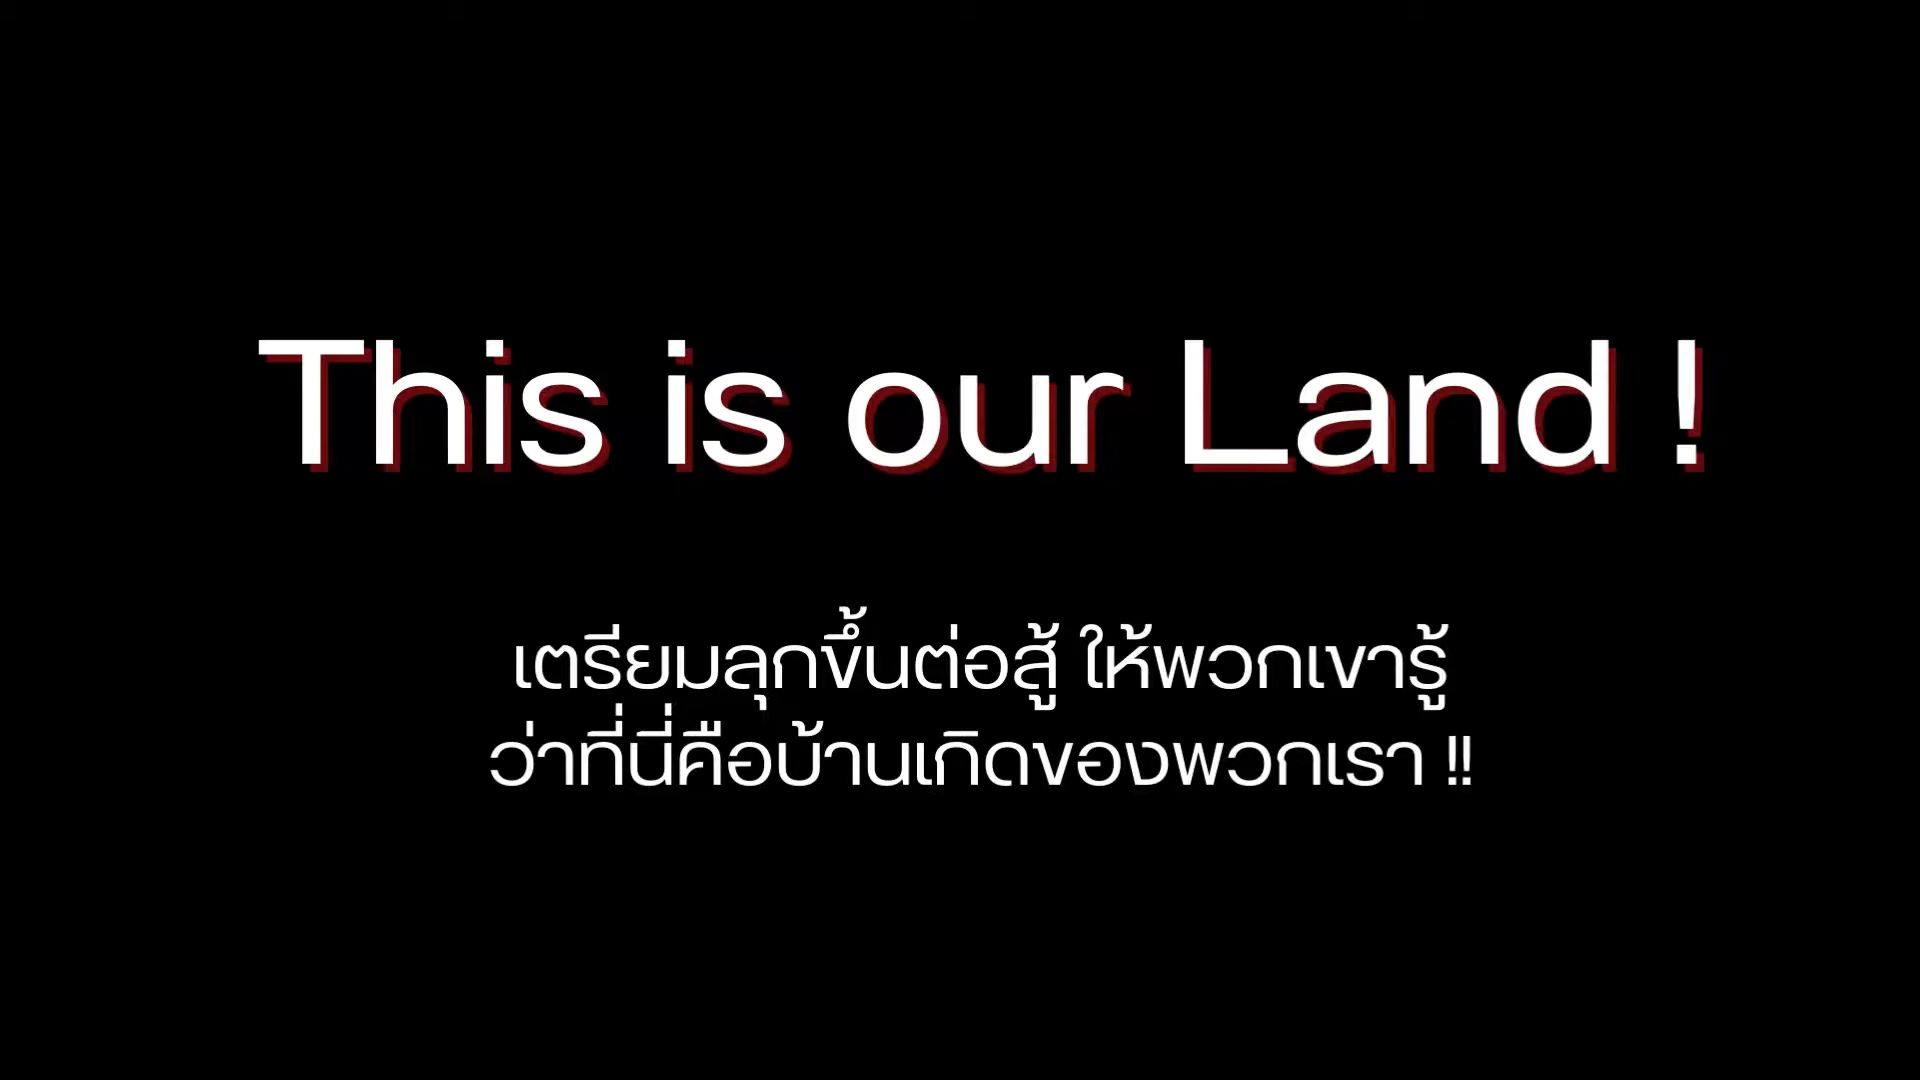 This is our Land !
เตรียมลุกขึ้นต่อสู้ ให้พวกเขารู้
ว่าที่นี่คือบ้านเกิดของพวกเรา !!